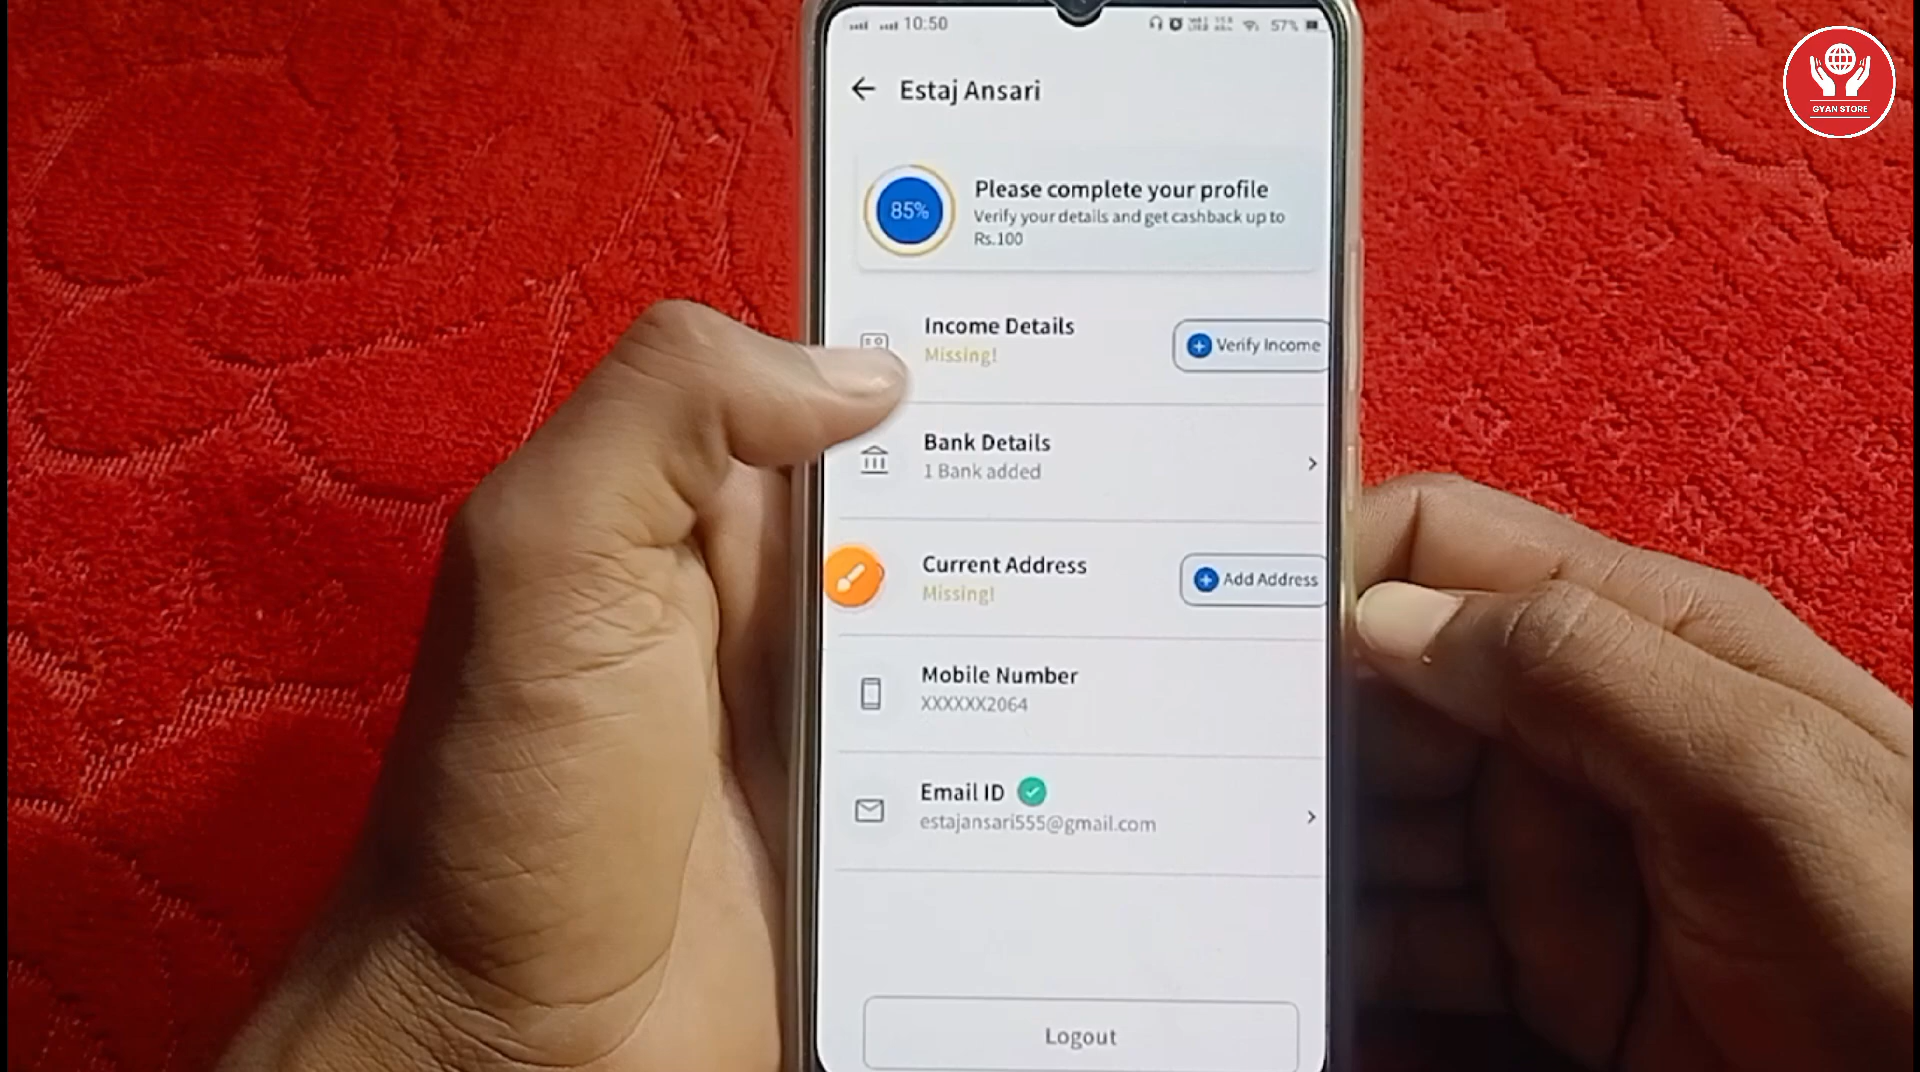 10:50
57%
Estaj Ansari
85%
Please complete your profile
Verify your details and get cashback up to
Rs.100
Income Details
Missing!
Verify Income
Bank Details
1 Bank added
Current Address
Missing!
Add Address
Mobile Number
XXXXXX2064
Email ID
estajansari555@gmail.com
Logout
GYAN STORE